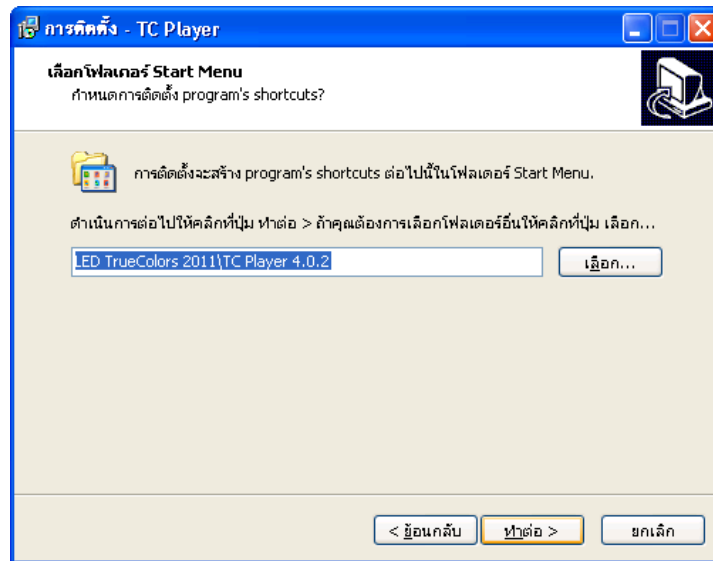 การติดตั้ง - TC Player
เลือกโฟลเดอร์ Start Menu
กำหนดการติดตั้ง program's shortcuts?
การติดตั้งจะสร้าง program's shortcuts ต่อไปนี้ในโฟลเดอร์ Start Menu.
ดำเนินการต่อไปให้คลิกที่ปุ่ม ทำต่อ > ถ้าคุณต้องการเลือกโฟลเดอร์อื่นให้คลิกที่ปุ่ม เลือก...
LED TrueColors 2011\TC Player 4.0.2
เลือก...
< ย้อนกลับ
ทำต่อ >
ยกเลิก